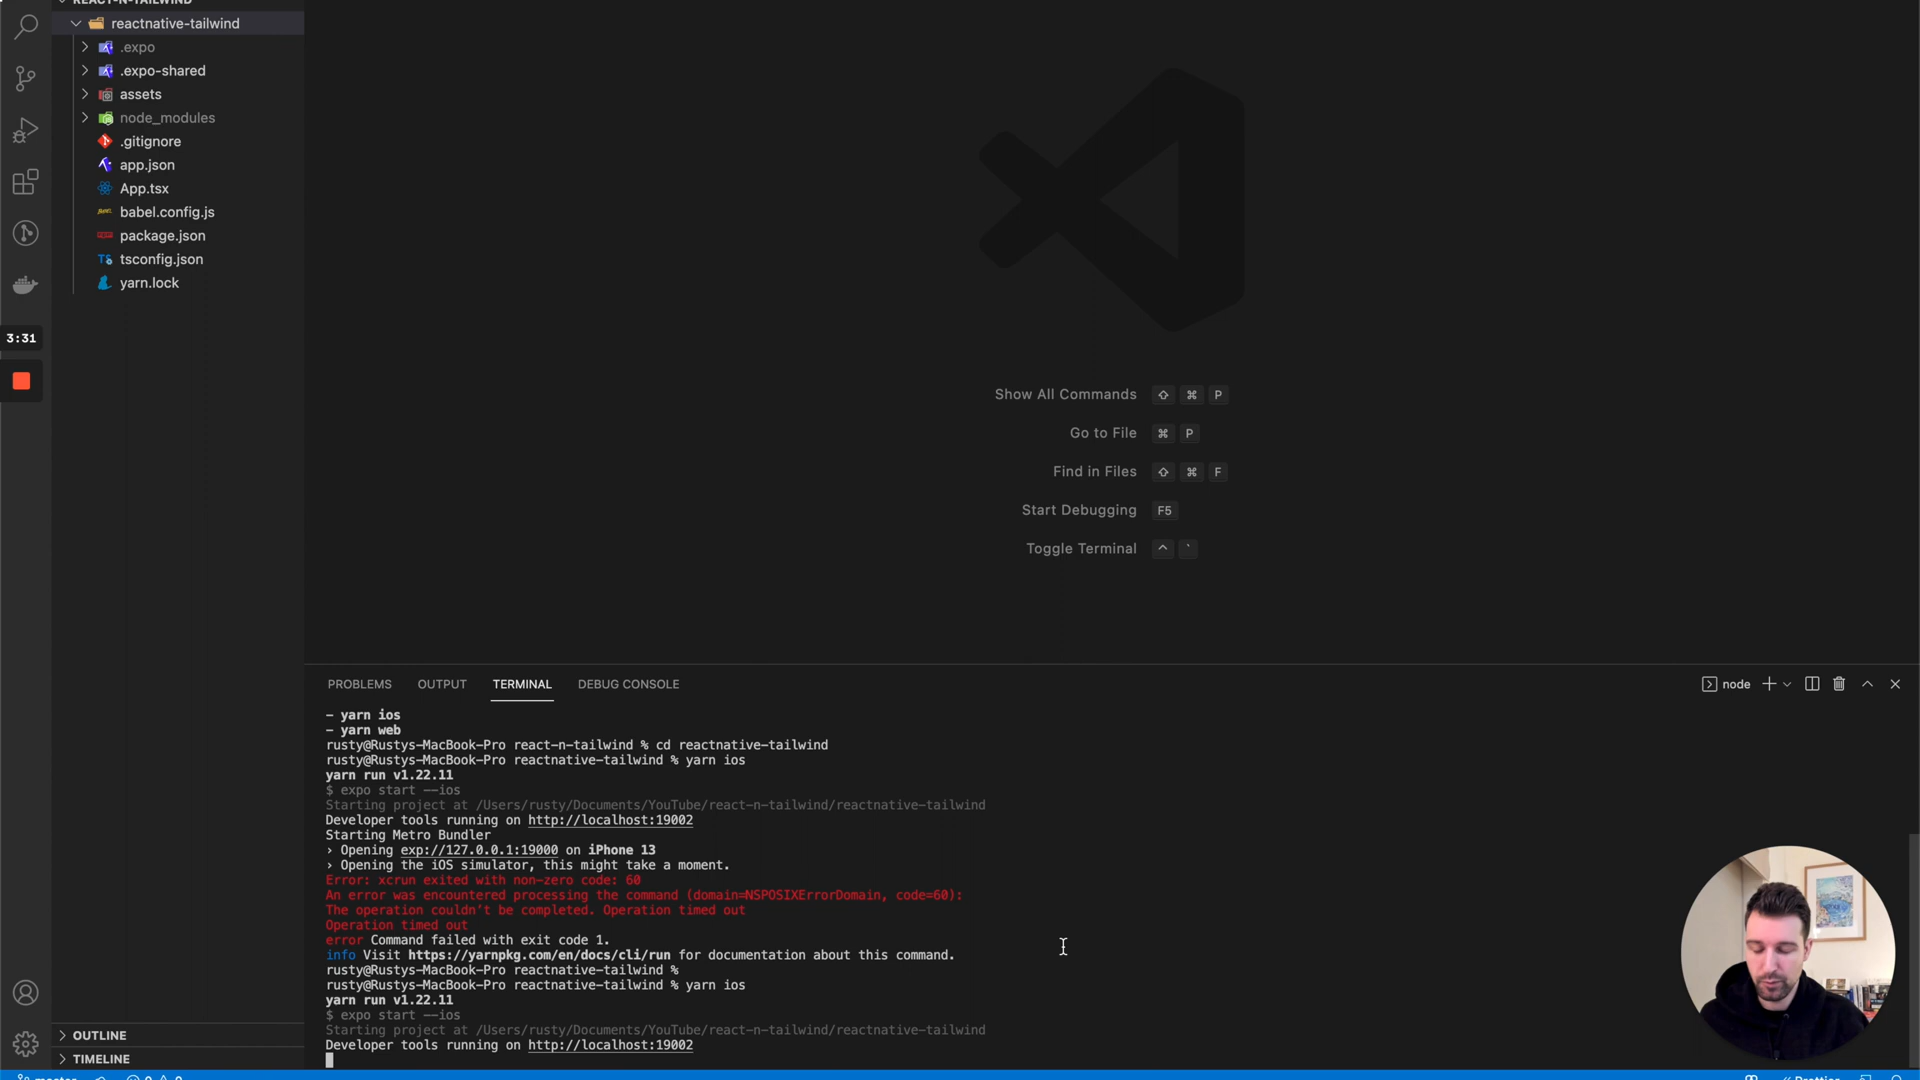 REACT-N-TAILWIND
reactnative-tailwind
.expo
.expo-shared
assets
node_modules
.gitignore
app.json
App.tsx
babel.config.js
package.json
tsconfig.json
yarn.lock
3:31
Show All Commands ⇧ ⌘ P
Go to File ⌘ P
Find in Files ⇧ ⌘ F
Start Debugging F5
Toggle Terminal ^ `
PROBLEMS OUTPUT TERMINAL DEBUG CONSOLE
node
- yarn ios
- yarn web
rusty@Rustys-MacBook-Pro react-n-tailwind % cd reactnative-tailwind
rusty@Rustys-MacBook-Pro reactnative-tailwind % yarn ios
yarn run v1.22.11
$ expo start --ios
Starting project at /Users/rusty/Documents/YouTube/react-n-tailwind/reactnative-tailwind
Developer tools running on http://localhost:19002
Starting Metro Bundler
› Opening exp://127.0.0.1:19000 on iPhone 13
› Opening the iOS simulator, this might take a moment.
Error: xcrun exited with non-zero code: 60
An error was encountered processing the command (domain=NSPOSIXErrorDomain, code=60):
The operation couldn't be completed. Operation timed out
Operation timed out
error Command failed with exit code 1.
info Visit https://yarnpkg.com/en/docs/cli/run for documentation about this command.
rusty@Rustys-MacBook-Pro reactnative-tailwind %
rusty@Rustys-MacBook-Pro reactnative-tailwind % yarn ios
yarn run v1.22.11
$ expo start --ios
Starting project at /Users/rusty/Documents/YouTube/react-n-tailwind/reactnative-tailwind
Developer tools running on http://localhost:19002
OUTLINE
TIMELINE
master
Prettier